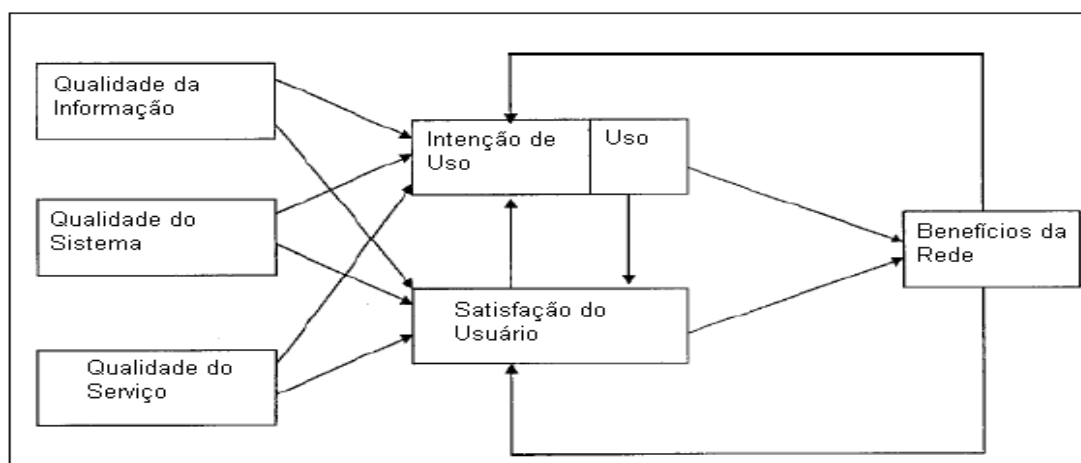 Qualidade da
Informação
Intenção de
Uso
Uso
Qualidade do
Sistema
Benefícios da
Rede
Satisfação do
Usuário
Qualidade do
Serviço